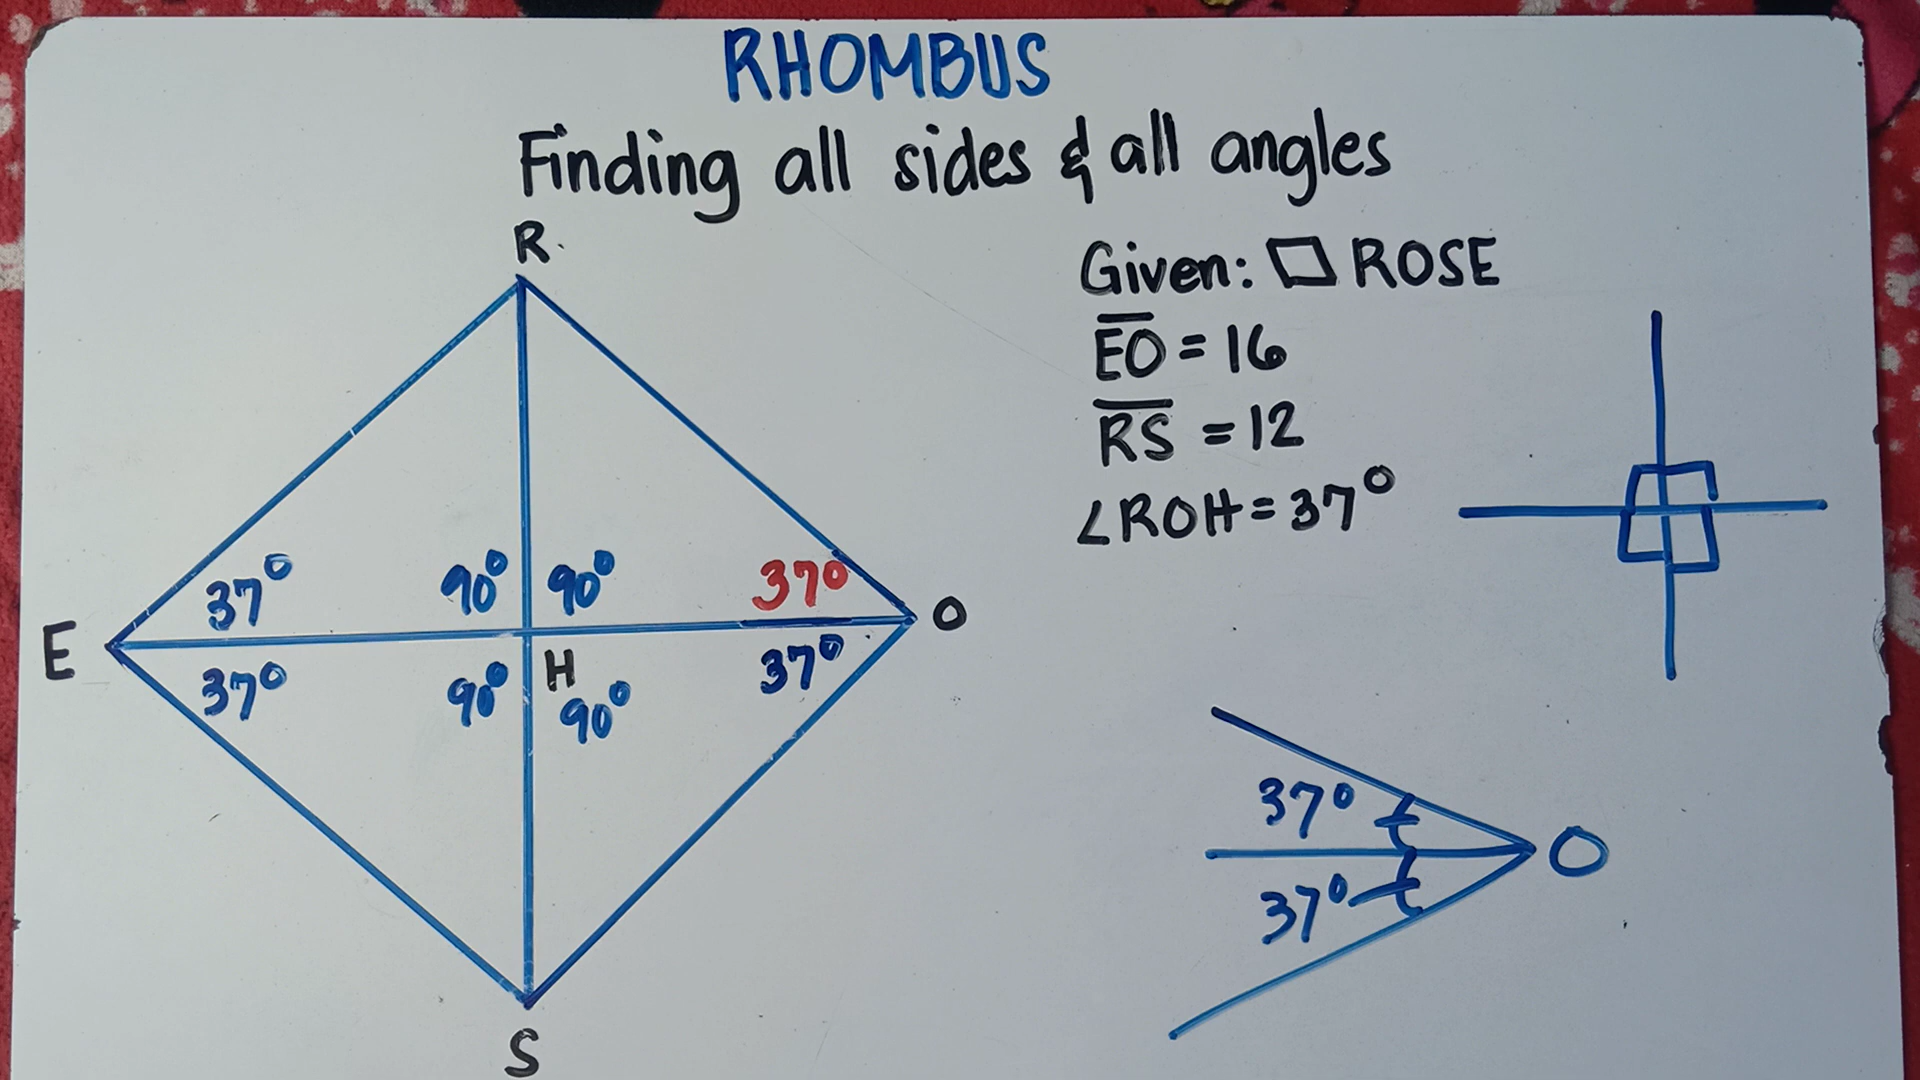 RHOMBUS
Finding all sides & all angles
R
Given: ▱ ROSE
EO = 16
RS = 12
∠ROH = 37°
37° 90° 90° 37°
E O
37° 90° H 90° 37°
37°
O
37°
S